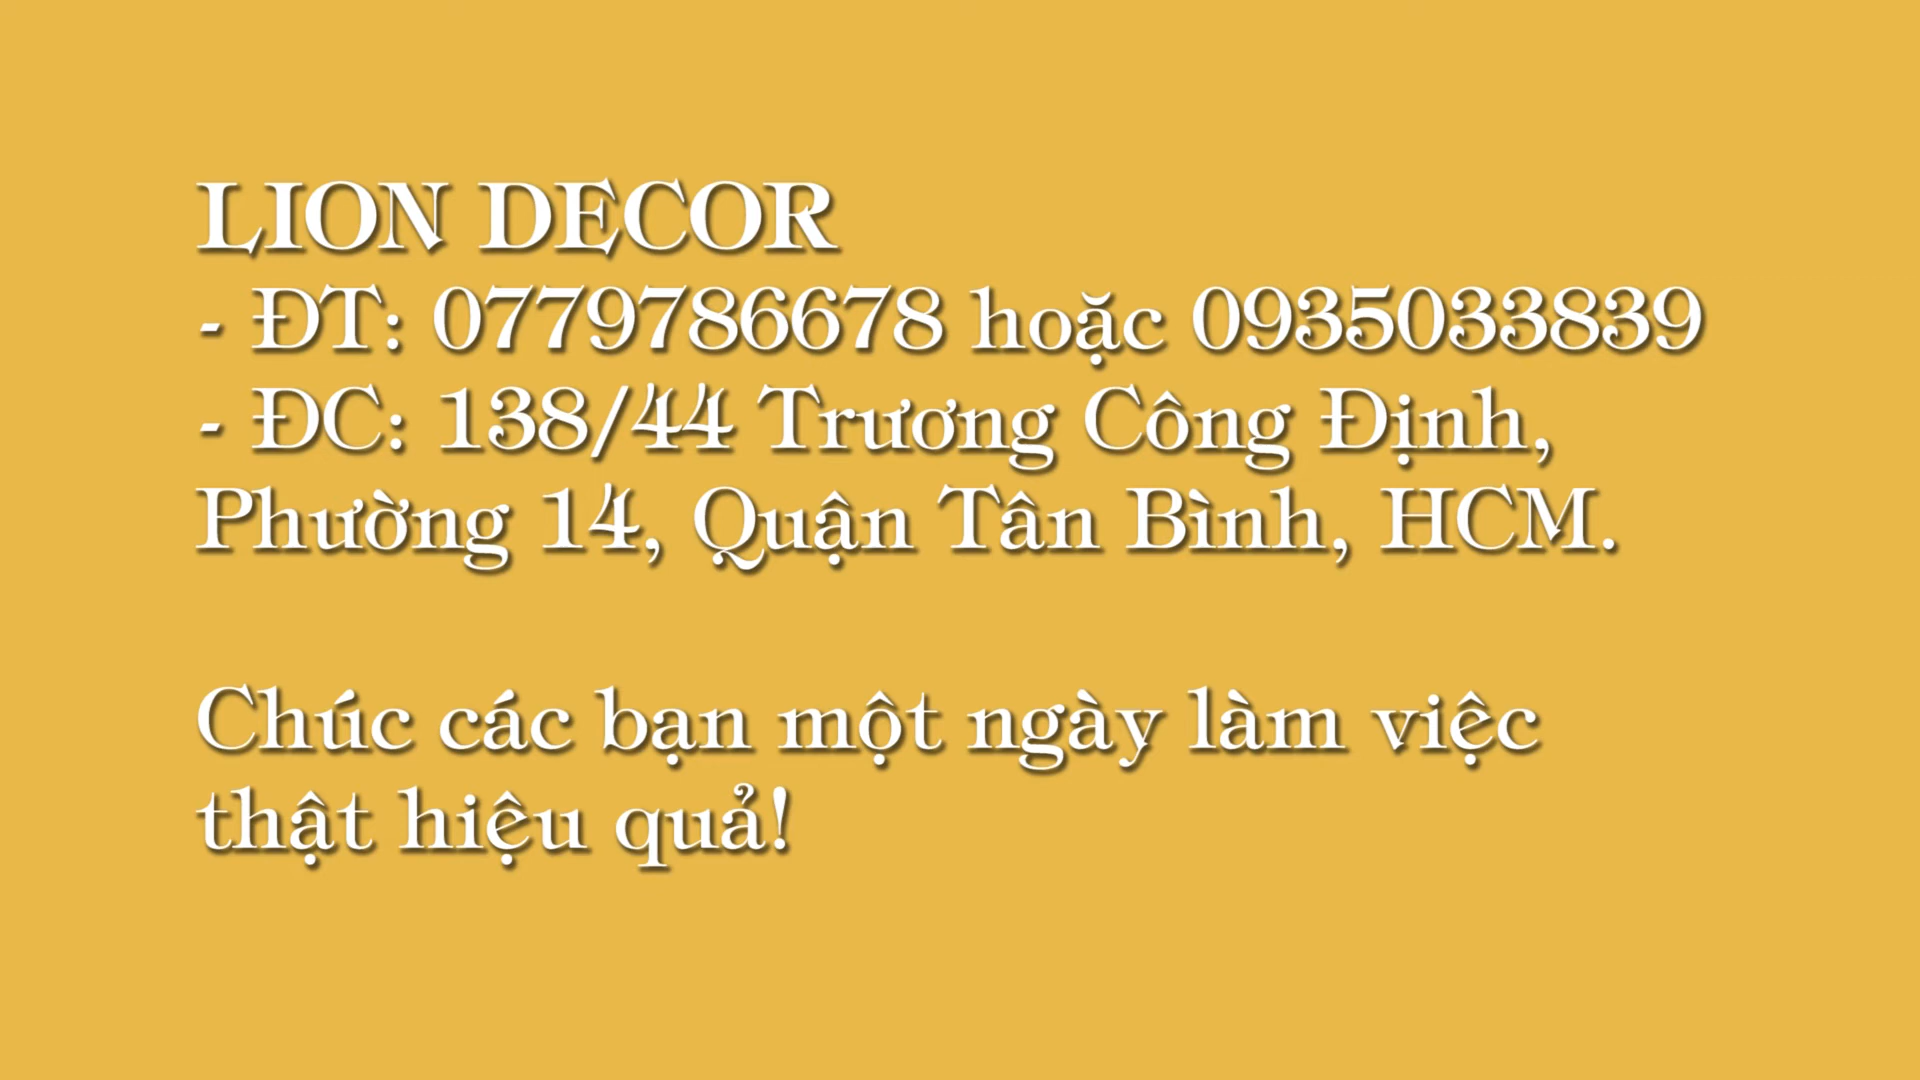 LION DECOR
- ĐT: 0779786678 hoặc 0935033839
- ĐC: 138/44 Trương Công Định,
Phường 14, Quận Tân Bình, HCM.
Chúc các bạn một ngày làm việc
thật hiệu quả!